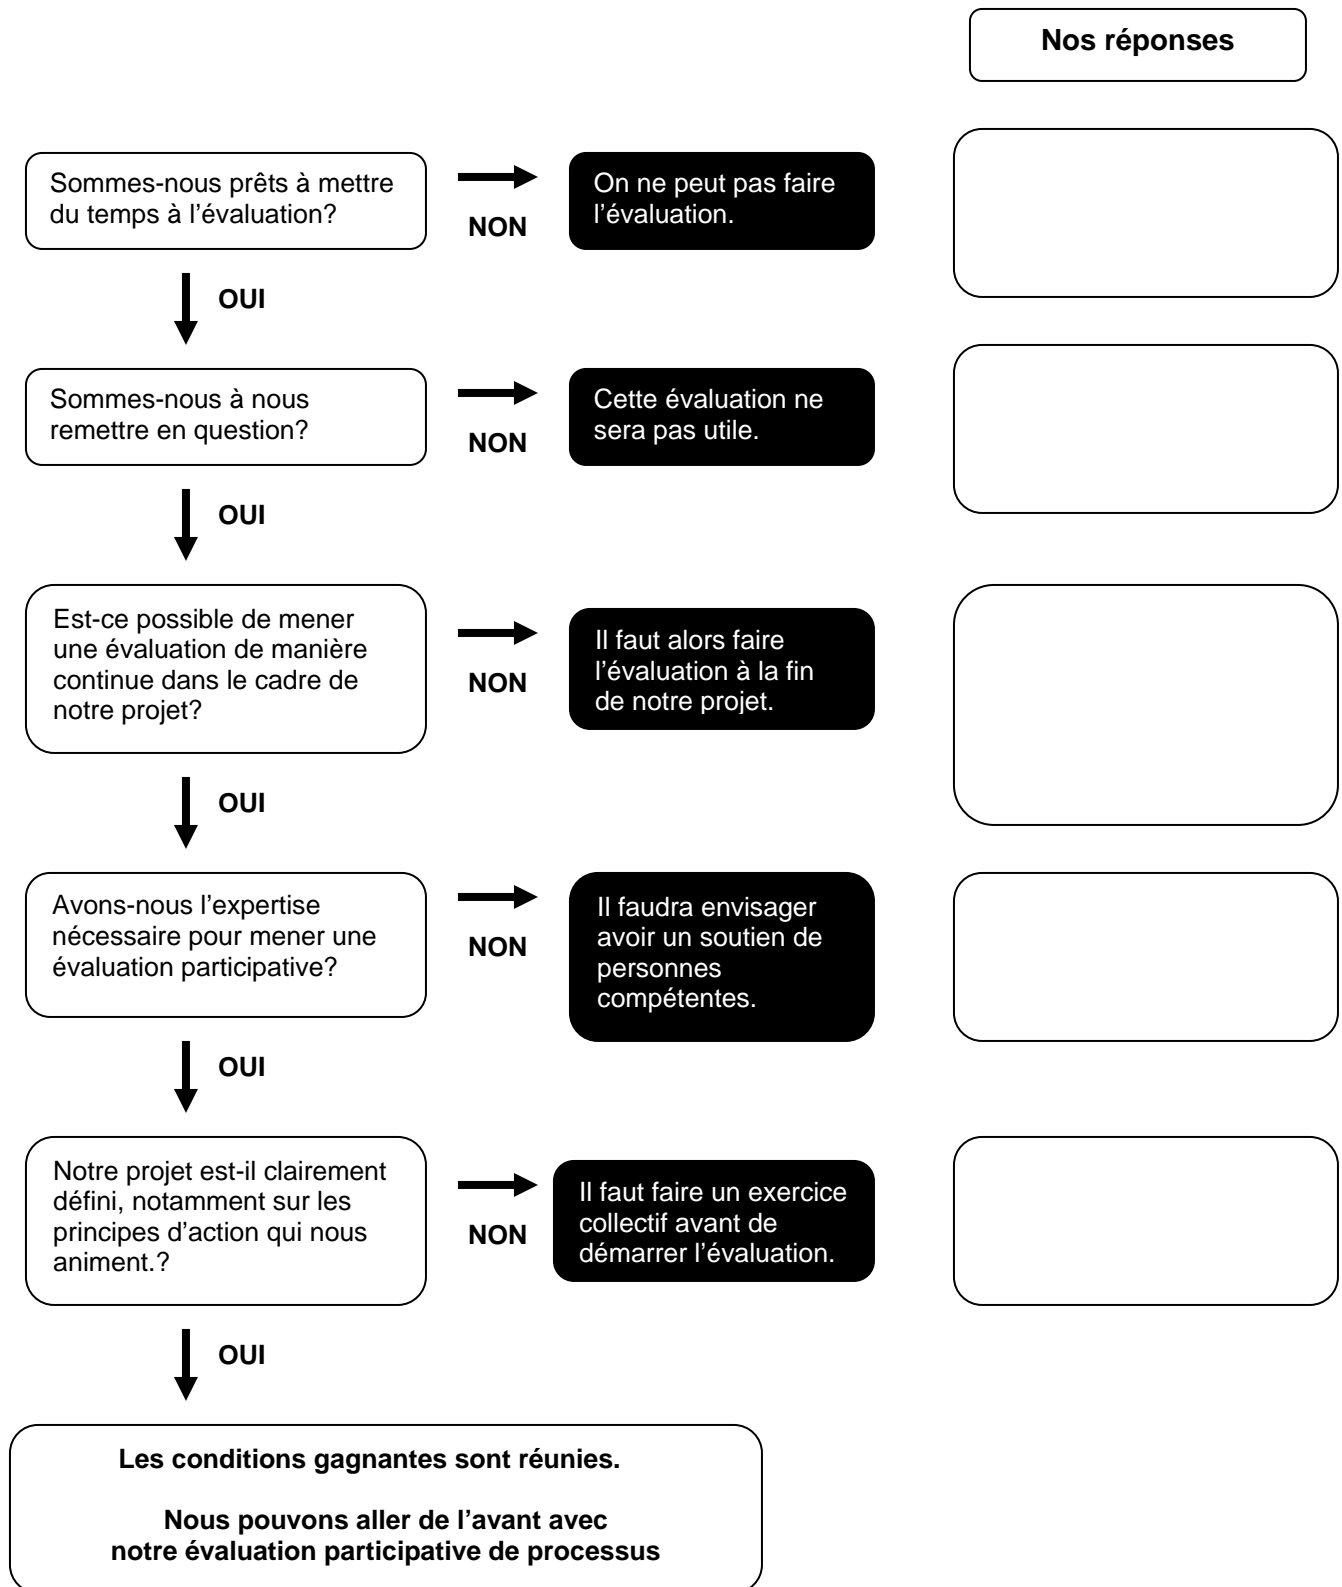 Nos réponses
Sommes-nous prêts à mettre
du temps à l’évaluation?
NON
On ne peut pas faire
l’évaluation.
OUI
Sommes-nous à nous
remettre en question?
NON
Cette évaluation ne
sera pas utile.
OUI
Est-ce possible de mener
une évaluation de manière
continue dans le cadre de
notre projet?
NON
Il faut alors faire
l’évaluation à la fin
de notre projet.
OUI
Avons-nous l’expertise
nécessaire pour mener une
évaluation participative?
NON
Il faudra envisager
avoir un soutien de
personnes
compétentes.
OUI
Notre projet est-il clairement
défini, notamment sur les
principes d’action qui nous
animent.?
NON
Il faut faire un exercice
collectif avant de
démarrer l’évaluation.
OUI
Les conditions gagnantes sont réunies.
Nous pouvons aller de l’avant avec
notre évaluation participative de processus